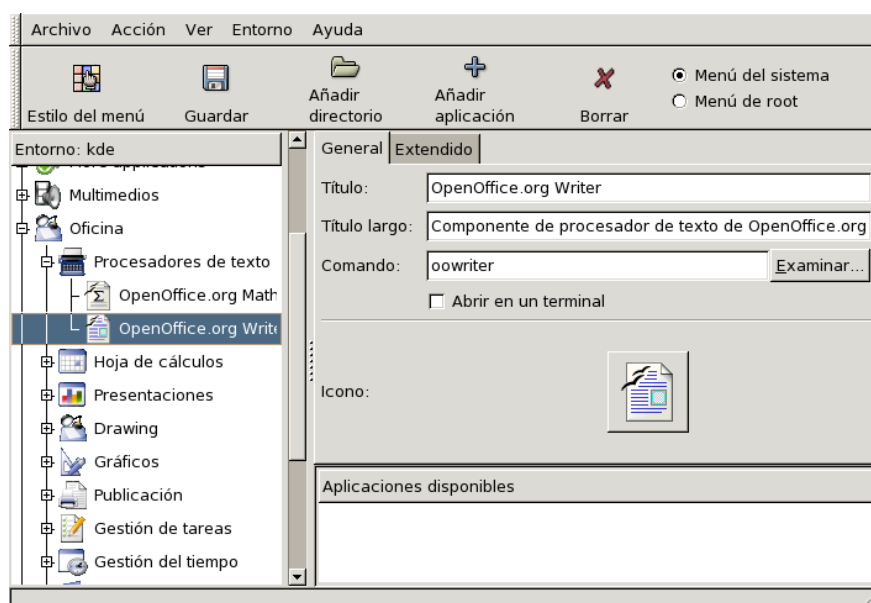 Archivo Acción Ver Entorno Ayuda
Estilo del menú
Guardar
Añadir directorio
Añadir aplicación
Borrar
Menú del sistema
Menú de root
Entorno: kde
Multimedios
Oficina
Procesadores de texto
OpenOffice.org Math
OpenOffice.org Write
Hoja de cálculos
Presentaciones
Drawing
Gráficos
Publicación
Gestión de tareas
Gestión del tiempo
General Extendido
Título: OpenOffice.org Writer
Título largo: Componente de procesador de texto de OpenOffice.org
Comando: oowriter Examinar...
Abrir en un terminal
Icono:
Aplicaciones disponibles